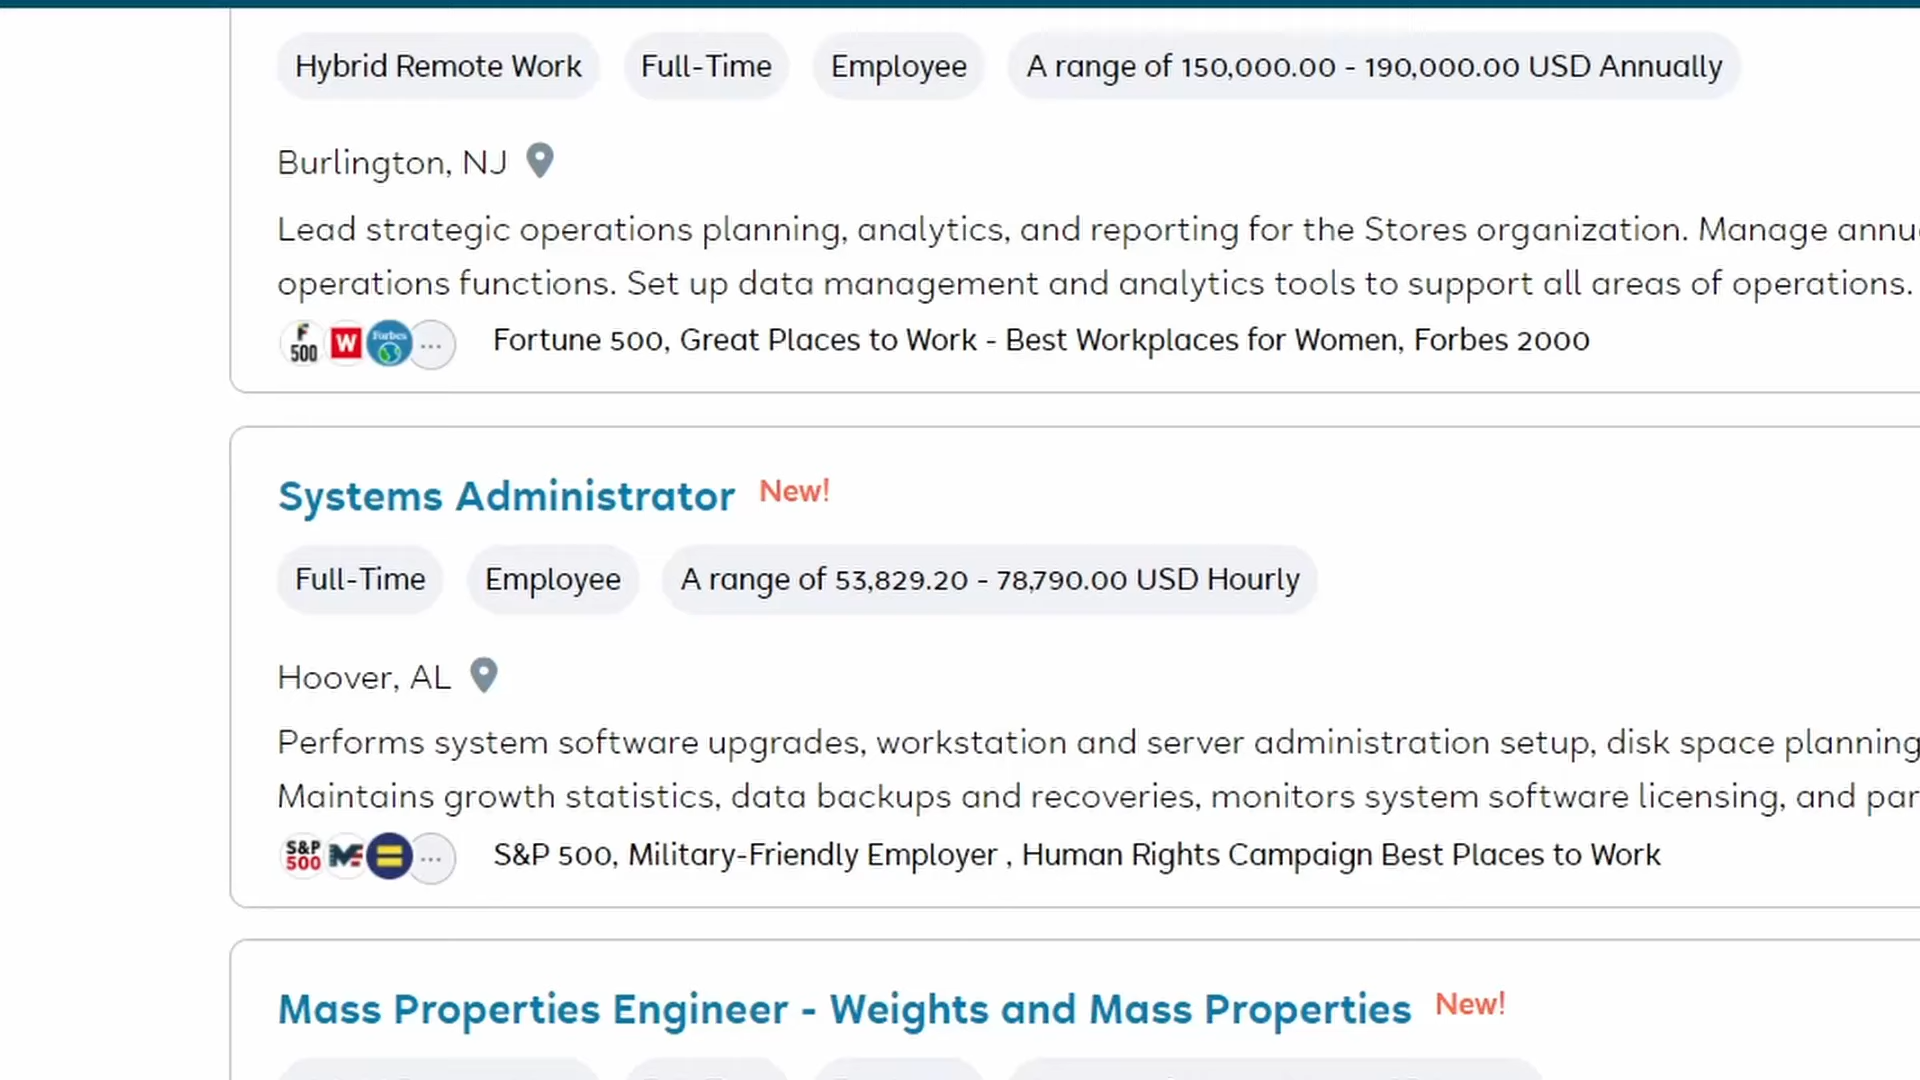 Hybrid Remote Work Full-Time Employee A range of 150,000.00 - 190,000.00 USD Annually
Burlington, NJ
Lead strategic operations planning, analytics, and reporting for the Stores organization. Manage
operations functions. Set up data management and analytics tools to support all areas of operations.
F 500 W Forbes ... Fortune 500, Great Places to Work - Best Workplaces for Women, Forbes 2000
Systems Administrator New!
Full-Time Employee A range of 53,829.20 - 78,790.00 USD Hourly
Hoover, AL
Performs system software upgrades, workstation and server administration setup, disk space planning
Maintains growth statistics, data backups and recoveries, monitors system software licensing, and
S&P 500 ... S&P 500, Military-Friendly Employer , Human Rights Campaign Best Places to Work
Mass Properties Engineer - Weights and Mass Properties New!